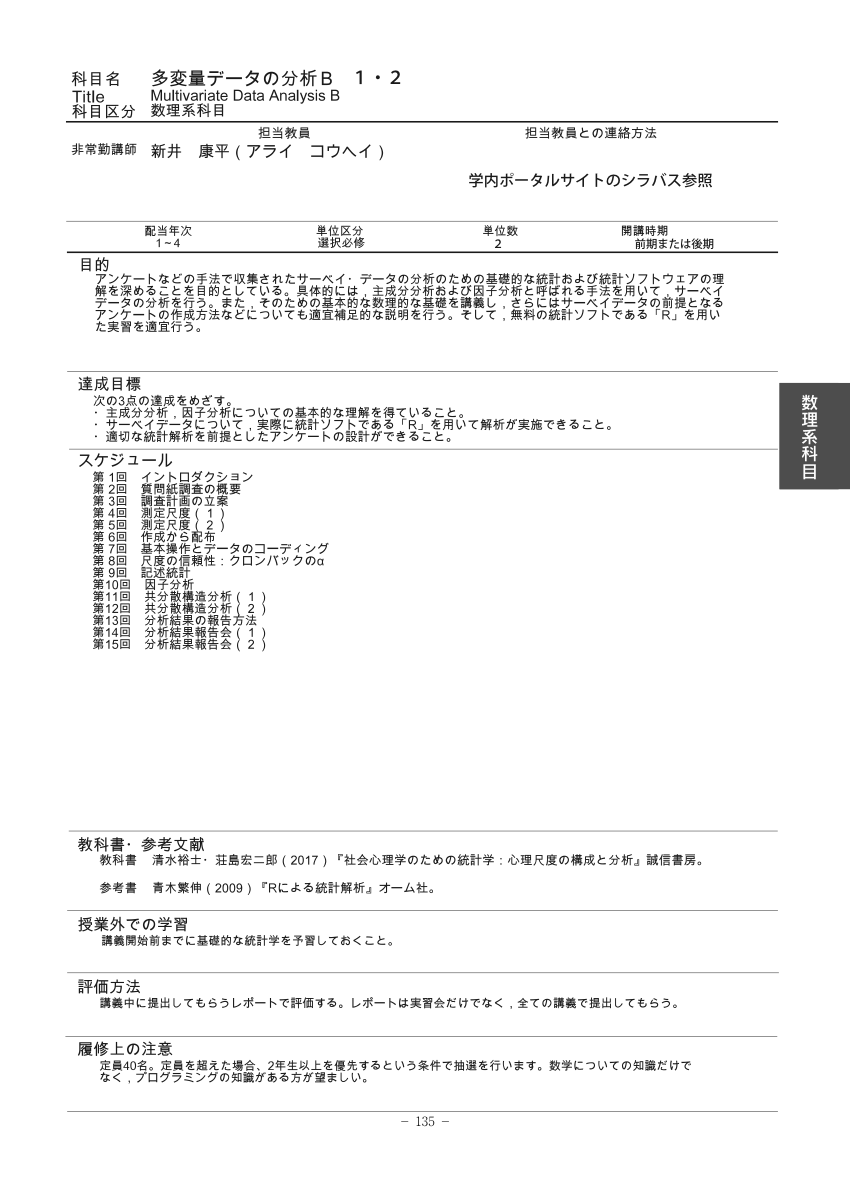 科目名 多変量データの分析B １・２
Title Multivariate Data Analysis B
科目区分 数理系科目
担当教員 担当教員との連絡方法
非常勤講師 新井 康平（アライ コウヘイ）
学内ポータルサイトのシラバス参照
配当年次 単位区分 単位数 開講時期
1~4 選択必修 2 前期または後期
目的
アンケートなどの手法で収集されたサーベイ・データの分析のための基礎的な統計および統計ソフトウェアの理
解を深めることを目的としている。具体的には，主成分分析および因子分析と呼ばれる手法を用いて，サーベイ
データの分析を行う。また，そのための基本的な数理的な基礎を講義し，さらにはサーベイデータの前提となる
アンケートの作成方法などについても適宜補足的な説明を行う。そして，無料の統計ソフトである「R」を用い
た実習を適宜行う。
達成目標
次の3点の達成をめざす。
・主成分分析，因子分析についての基本的な理解を得ていること。
・サーベイデータについて，実際に統計ソフトである「R」を用いて解析が実施できること。
・適切な統計解析を前提としたアンケートの設計ができること。
数理系科目
スケジュール
第 1回 イントロダクション
第 2回 質問紙調査の概要
第 3回 調査計画の立案
第 4回 測定尺度（１）
第 5回 測定尺度（２）
第 6回 作成から配布
第 7回 基本操作とデータのコーディング
第 8回 尺度の信頼性：クロンバックのα
第 9回 記述統計
第10回 因子分析
第11回 共分散構造分析（１）
第12回 共分散構造分析（２）
第13回 分析結果の報告方法
第14回 分析結果報告会（１）
第15回 分析結果報告会（２）
教科書・参考文献
教科書 清水裕士・荘島宏二郎（2017）『社会心理学のための統計学：心理尺度の構成と分析』誠信書房。
参考書 青木繁伸（2009）『Rによる統計解析』オーム社。
授業外での学習
講義開始前までに基礎的な統計学を予習しておくこと。
評価方法
講義中に提出してもらうレポートで評価する。レポートは実習会だけでなく，全ての講義で提出してもらう。
履修上の注意
定員40名。定員を超えた場合、2年生以上を優先するという条件で抽選を行います。数学についての知識だけで
なく，プログラミングの知識がある方が望ましい。
－ 135 －